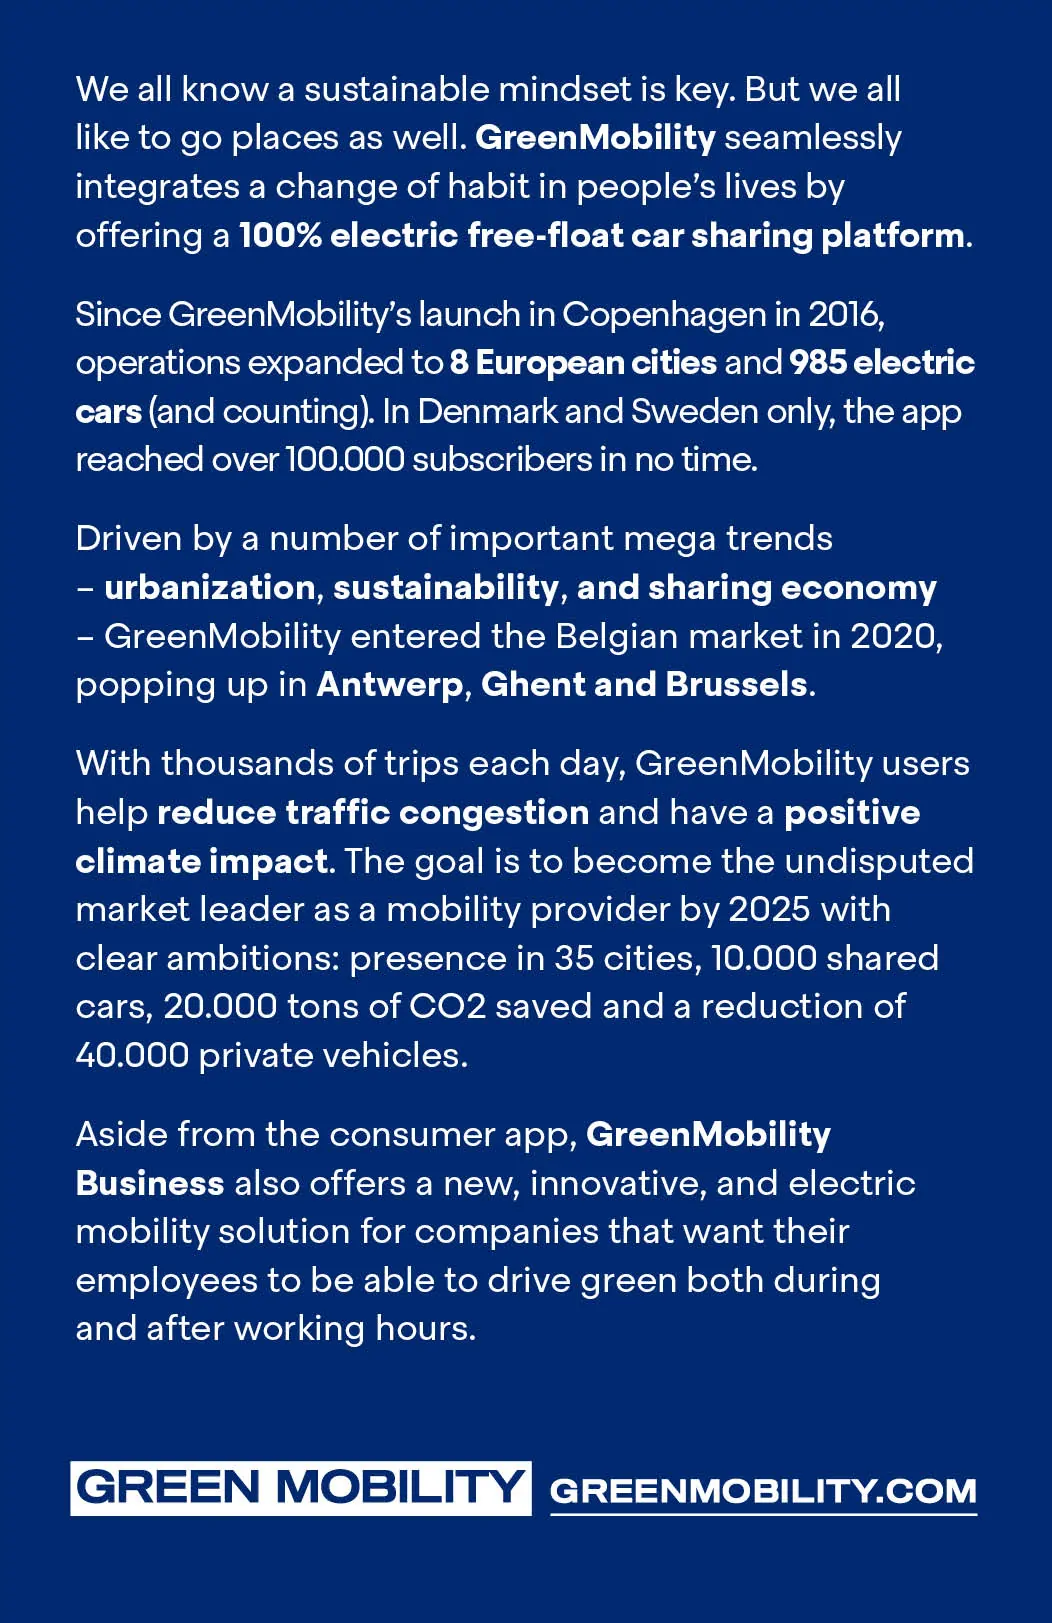 We all know a sustainable mindset is key. But we all
like to go places as well. GreenMobility seamlessly
integrates a change of habit in people’s lives by
offering a 100% electric free-float car sharing platform.
Since GreenMobility’s launch in Copenhagen in 2016,
operations expanded to 8 European cities and 985 electric
cars (and counting). In Denmark and Sweden only, the app
reached over 100.000 subscribers in no time.
Driven by a number of important mega trends
– urbanization, sustainability, and sharing economy
– GreenMobility entered the Belgian market in 2020,
popping up in Antwerp, Ghent and Brussels.
With thousands of trips each day, GreenMobility users
help reduce traffic congestion and have a positive
climate impact. The goal is to become the undisputed
market leader as a mobility provider by 2025 with
clear ambitions: presence in 35 cities, 10.000 shared
cars, 20.000 tons of CO2 saved and a reduction of
40.000 private vehicles.
Aside from the consumer app, GreenMobility
Business also offers a new, innovative, and electric
mobility solution for companies that want their
employees to be able to drive green both during
and after working hours.
GREEN MOBILITY GREENMOBILITY.COM